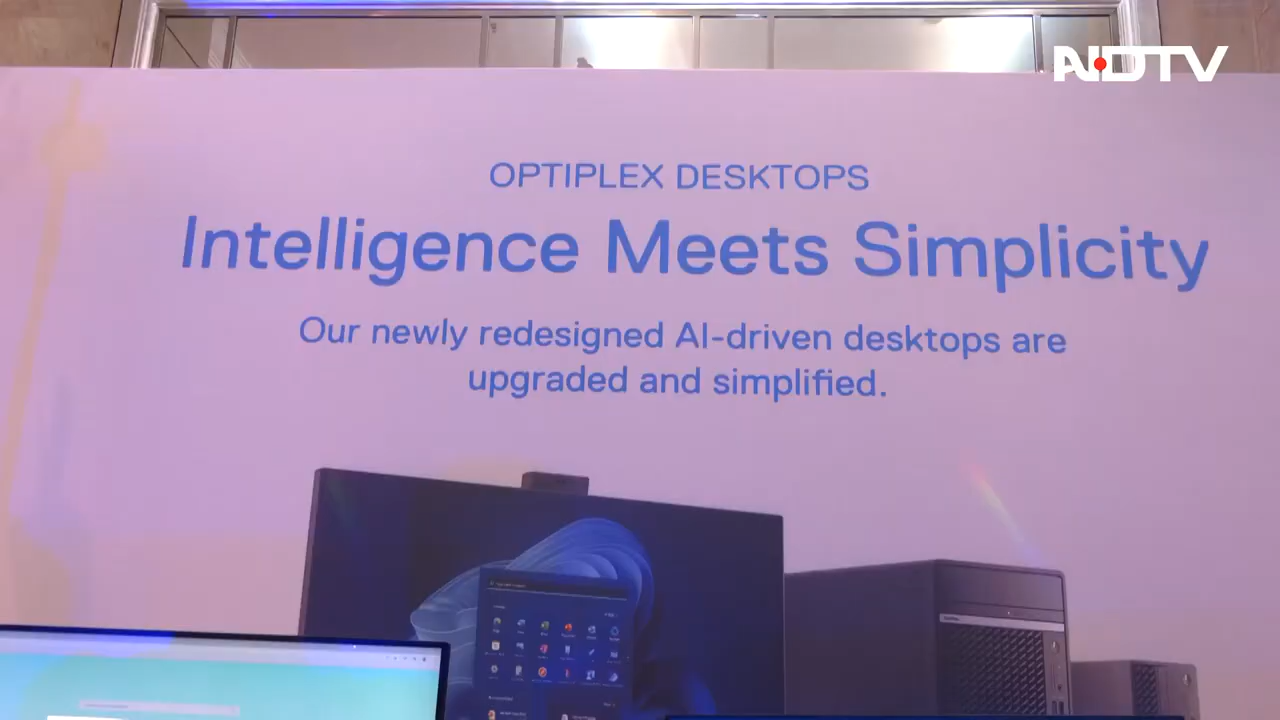 NDTV
OPTIPLEX DESKTOPS
Intelligence Meets Simplicity
Our newly redesigned AI-driven desktops are
upgraded and simplified.